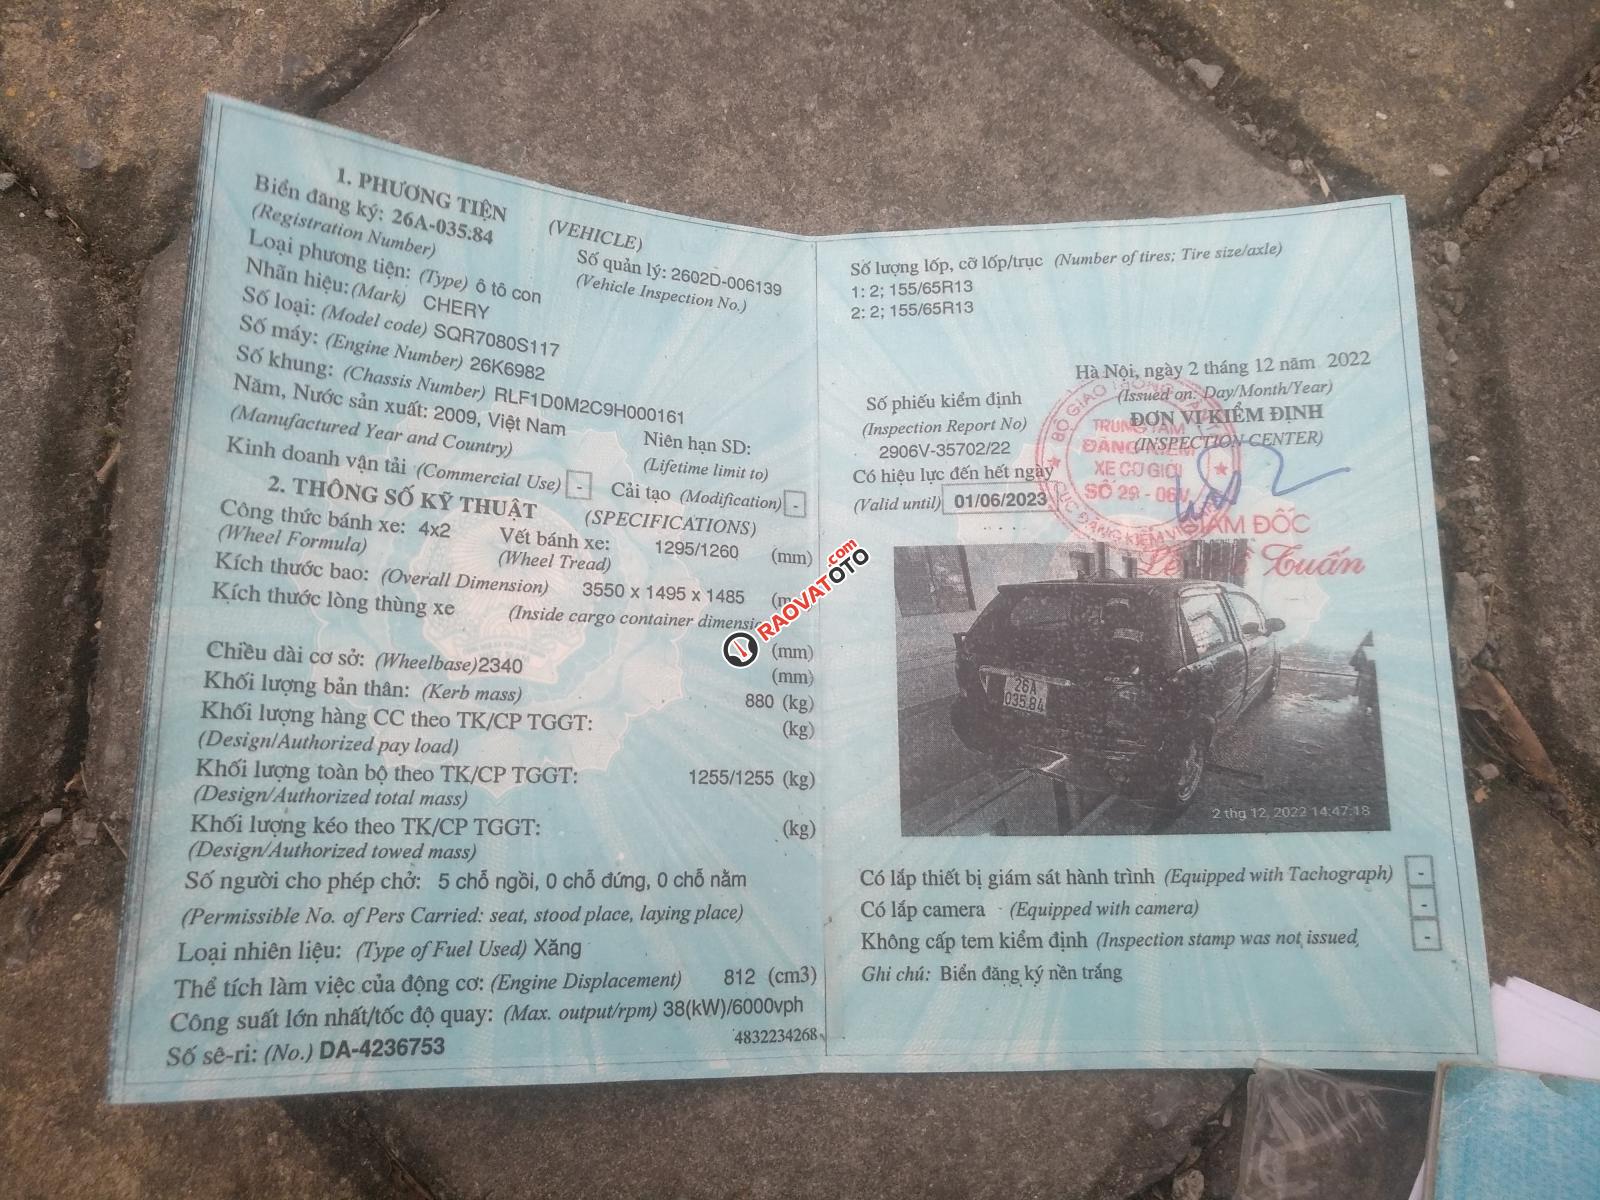 1. PHƯƠNG TIỆN (VEHICLE)
Biển đăng ký: 26A-035.84
(Registration Number)
Số quản lý: 2602D-006139
(Vehicle Inspection No.)
Loại phương tiện: (Type) ô tô con
Nhãn hiệu: (Mark) CHERY
Số loại: (Model code) SQR7080S117
Số máy: (Engine Number) 26K6982
Số khung: (Chassis Number) RLF1D0M2C9H000161
Năm, Nước sản xuất: 2009, Việt Nam
(Manufactured Year and Country)
Niên hạn SD:
(Lifetime limit to)
Kinh doanh vận tải (Commercial Use) -
Cải tạo (Modification) -
2. THÔNG SỐ KỸ THUẬT (SPECIFICATIONS)
Công thức bánh xe: 4x2
(Wheel Formula)
Vết bánh xe: 1295/1260 (mm)
(Wheel Tread)
Kích thước bao: (Overall Dimension) 3550 x 1495 x 1485
Kích thước lòng thùng xe (Inside cargo container
(mm)
Chiều dài cơ sở: (Wheelbase)2340 (mm)
Khối lượng bản thân: (Kerb mass) 880 (kg)
Khối lượng hàng CC theo TK/CP TGGT: (kg)
(Design/Authorized pay load)
Khối lượng toàn bộ theo TK/CP TGGT: 1255/1255 (kg)
(Design/Authorized total mass)
Khối lượng kéo theo TK/CP TGGT: (kg)
(Design/Authorized towed mass)
Số người cho phép chở: 5 chỗ ngồi, 0 chỗ đứng, 0 chỗ nằm
(Permissible No. of Pers Carried: seat, stood place, laying place)
Loại nhiên liệu: (Type of Fuel Used) Xăng
Thể tích làm việc của động cơ: (Engine Displacement) 812 (cm3)
Công suất lớn nhất/tốc độ quay: (Max. output/rpm) 38(kW)/6000vph
Số sê-ri: (No.) DA-4236753
4832234268
RAOVATOTO
.com
Số lượng lốp, cỡ lốp/trục (Number of tires; Tire size/axle)
1: 2; 155/65R13
2: 2; 155/65R13
Hà Nội, ngày 2 tháng 12 năm 2022
(Issued on: Day/Month/Year)
Số phiếu kiểm định
(Inspection Report No)
2906V-35702/22
ĐƠN VỊ KIỂM ĐỊNH
(INSPECTION CENTER)
Có hiệu lực đến hết ngày
(Valid until) 01/06/2023
BỘ GIAO THÔNG
TRUNG TÂM
ĐĂNG KIỂM
XE CƠ GIỚI
SỐ 29 - 06V
CỤC ĐĂNG KIỂM
GIÁM ĐỐC
Tuấn
26A
035.84
2 thg 12, 2022 14:47:18
Có lắp thiết bị giám sát hành trình (Equipped with Tachograph) -
Có lắp camera (Equipped with camera) -
Không cấp tem kiểm định (Inspection stamp was not issued -
Ghi chú: Biển đăng ký nền trắng